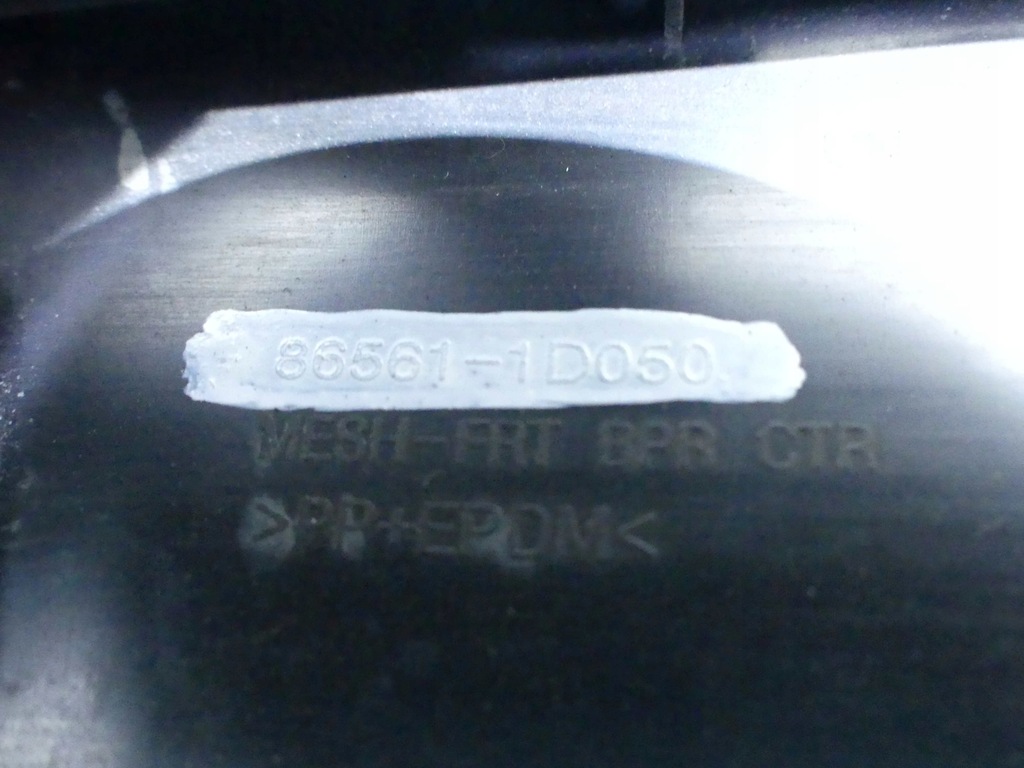 86561-1D050
MESH-FRT BPR CTR
>PP+EPDM<